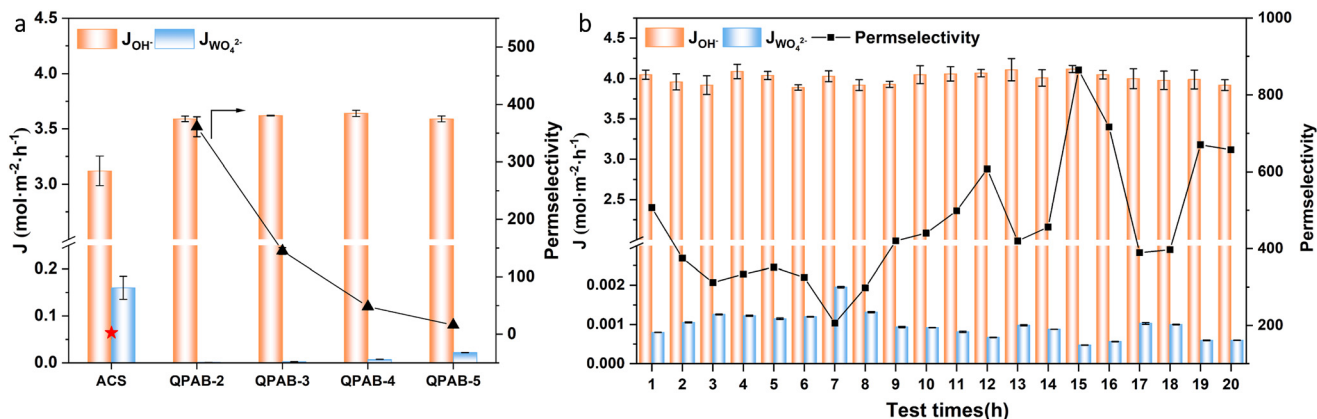 a
J_OH- J_WO₄²⁻
J (mol·m⁻²·h⁻¹)
4.5
4.0
3.5
3.0
0.2
0.1
0.0
ACS QPAB-2 QPAB-3 QPAB-4 QPAB-5
500
400
300
200
100
0
Permselectivity
b
J_OH- J_WO₄²⁻ Permselectivity
J (mol·m⁻²·h⁻¹)
4.5
4.0
3.5
3.0
2.5
0.002
0.001
0.000
1 2 3 4 5 6 7 8 9 10 11 12 13 14 15 16 17 18 19 20
Test times(h)
1000
800
600
400
200
Permselectivity